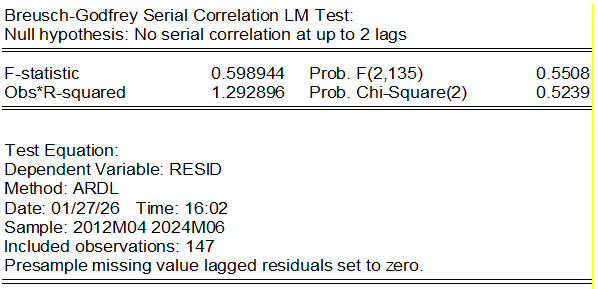 Breusch-Godfrey Serial Correlation LM Test:
Null hypothesis: No serial correlation at up to 2 lags
F-statistic 0.598944 Prob. F(2,135) 0.5508
Obs*R-squared 1.292896 Prob. Chi-Square(2) 0.5239
Test Equation:
Dependent Variable: RESID
Method: ARDL
Date: 01/27/26 Time: 16:02
Sample: 2012M04 2024M06
Included observations: 147
Presample missing value lagged residuals set to zero.